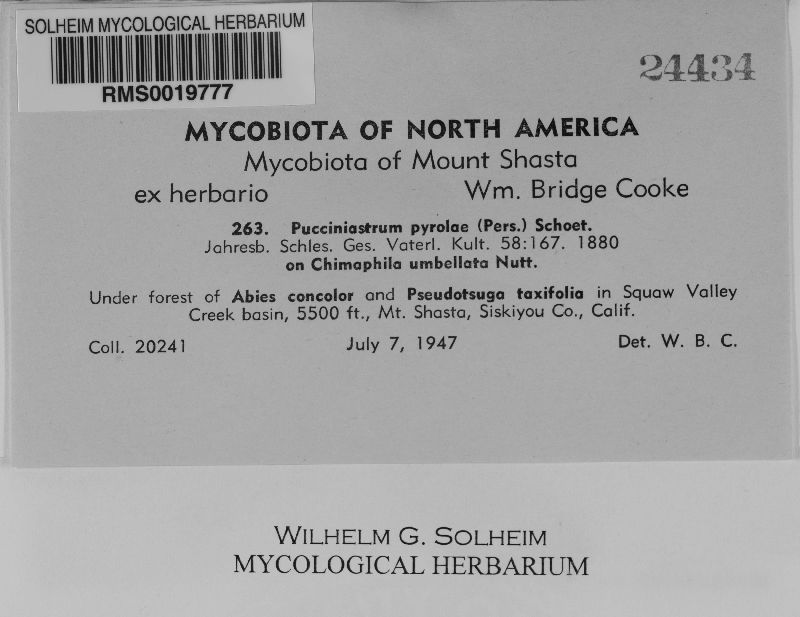 SOLHEIM MYCOLOGICAL HERBARIUM
RMS0019777
24434
MYCOBIOTA OF NORTH AMERICA
Mycobiota of Mount Shasta
ex herbario Wm. Bridge Cooke
263. Pucciniastrum pyrolae (Pers.) Schoet.
Jahresb. Schles. Ges. Vaterl. Kult. 58:167. 1880
on Chimaphila umbellata Nutt.
Under forest of Abies concolor and Pseudotsuga taxifolia in Squaw Valley
Creek basin, 5500 ft., Mt. Shasta, Siskiyou Co., Calif.
Coll. 20241 July 7, 1947 Det. W. B. C.
WILHELM G. SOLHEIM
MYCOLOGICAL HERBARIUM